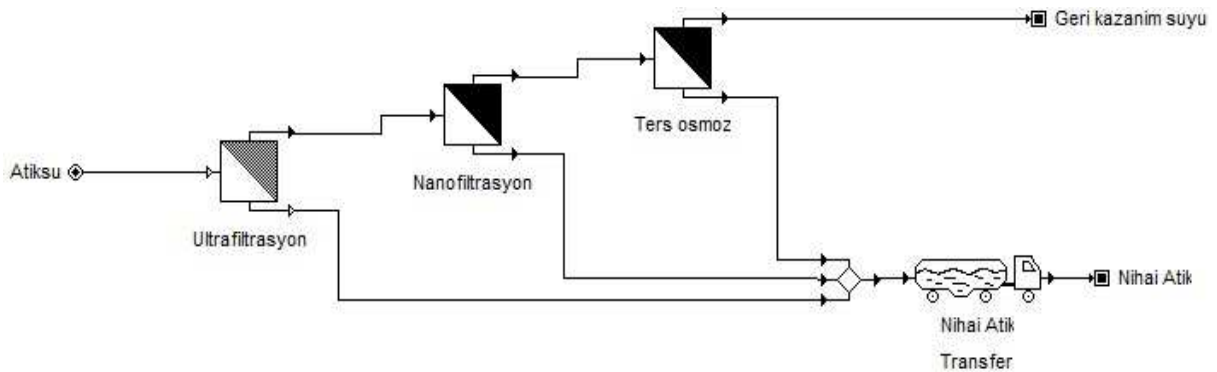 Geri kazanim suyu
Ters osmoz
Atiksu
Nanofiltrasyon
Ultrafiltrasyon
Nihai Atik
Nihai Atik
Transfer